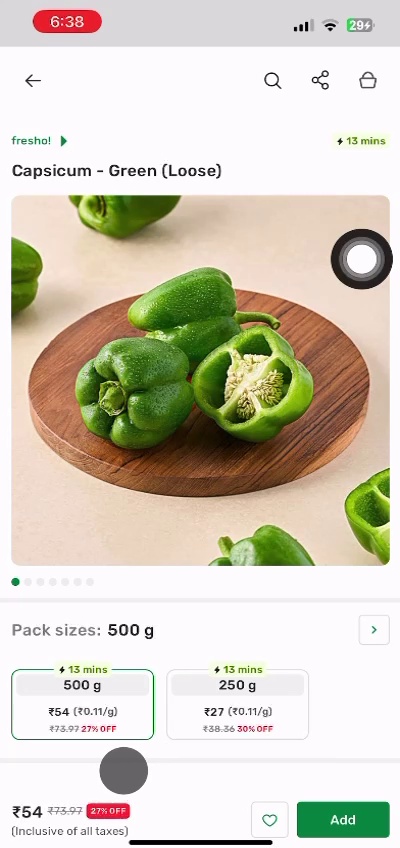 6:38
29
fresho!
13 mins
Capsicum - Green (Loose)
Pack sizes: 500 g
13 mins
500 g
₹54 (₹0.11/g)
₹73.97 27% OFF
13 mins
250 g
₹27 (₹0.11/g)
₹38.36 30% OFF
₹54 ₹73.97 27% OFF
(Inclusive of all taxes)
Add